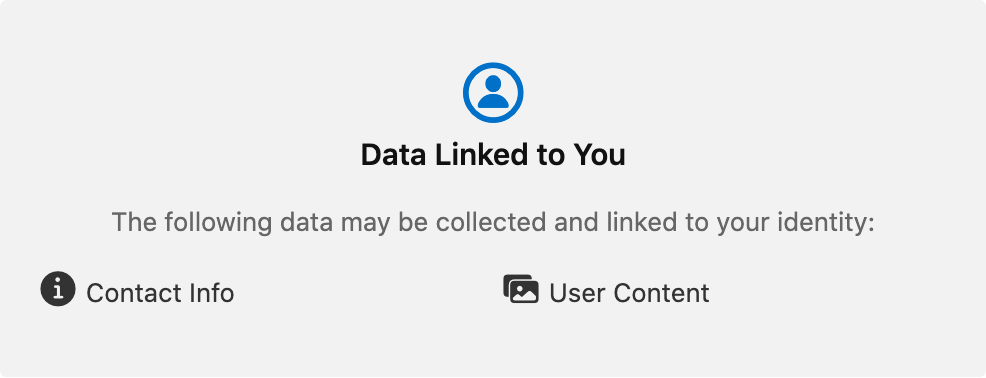 Data Linked to You
The following data may be collected and linked to your identity:
Contact Info
User Content